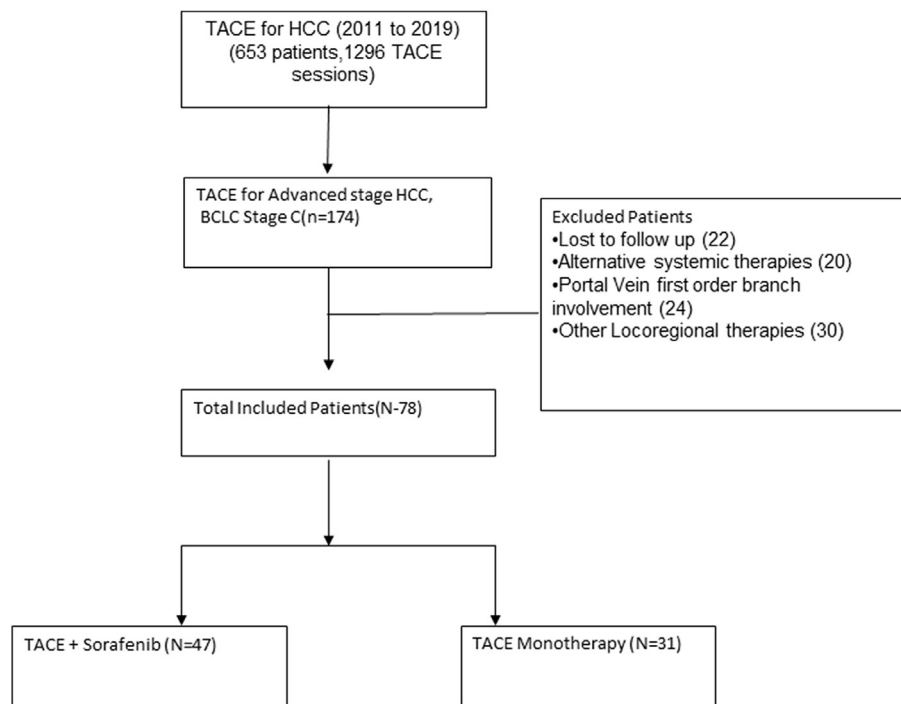 TACE for HCC (2011 to 2019)
(653 patients,1296 TACE
sessions)
TACE for Advanced stage HCC,
BCLC Stage C(n=174)
Excluded Patients
•Lost to follow up (22)
•Alternative systemic therapies (20)
•Portal Vein first order branch
involvement (24)
•Other Locoregional therapies (30)
Total Included Patients(N-78)
TACE + Sorafenib (N=47)
TACE Monotherapy (N=31)